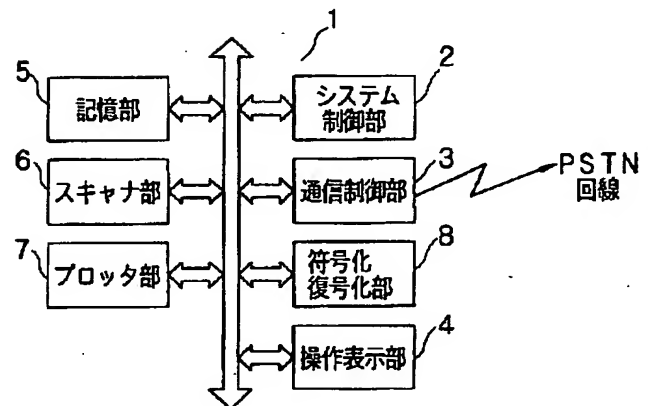 1
5
記憶部
2
システム
制御部
6
スキャナ部
3
通信制御部
PSTN
回線
7
プロッタ部
8
符号化
復号化部
4
操作表示部